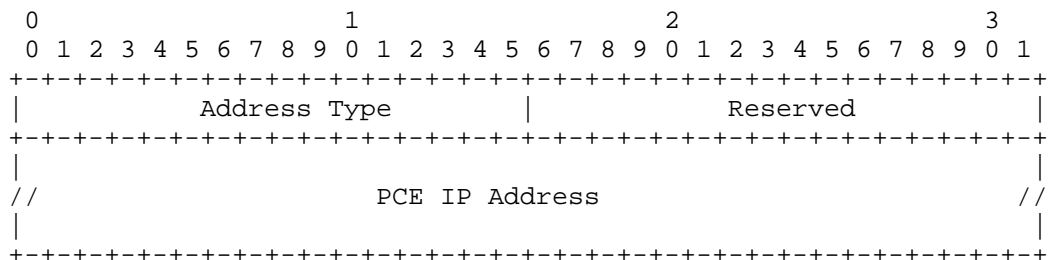 0                   1                   2                   3
 0 1 2 3 4 5 6 7 8 9 0 1 2 3 4 5 6 7 8 9 0 1 2 3 4 5 6 7 8 9 0 1
+-+-+-+-+-+-+-+-+-+-+-+-+-+-+-+-+-+-+-+-+-+-+-+-+-+-+-+-+-+-+-+-+
|           Address Type        |            Reserved           |
+-+-+-+-+-+-+-+-+-+-+-+-+-+-+-+-+-+-+-+-+-+-+-+-+-+-+-+-+-+-+-+-+
|                                                               |
//                     PCE IP Address                          //
|                                                               |
+-+-+-+-+-+-+-+-+-+-+-+-+-+-+-+-+-+-+-+-+-+-+-+-+-+-+-+-+-+-+-+-+